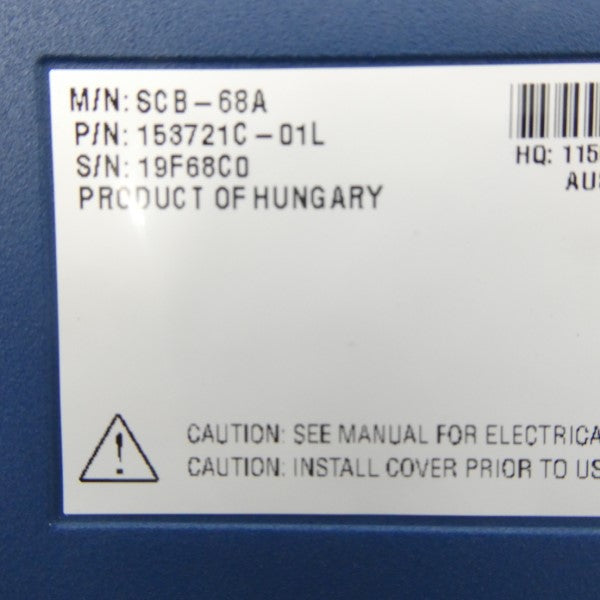 M/N: SCB-68A
P/N: 153721C-01L
S/N: 19F68C0
PRODUCT OF HUNGARY
HQ: 115
AUS
CAUTION: SEE MANUAL FOR ELECTRICA
CAUTION: INSTALL COVER PRIOR TO US